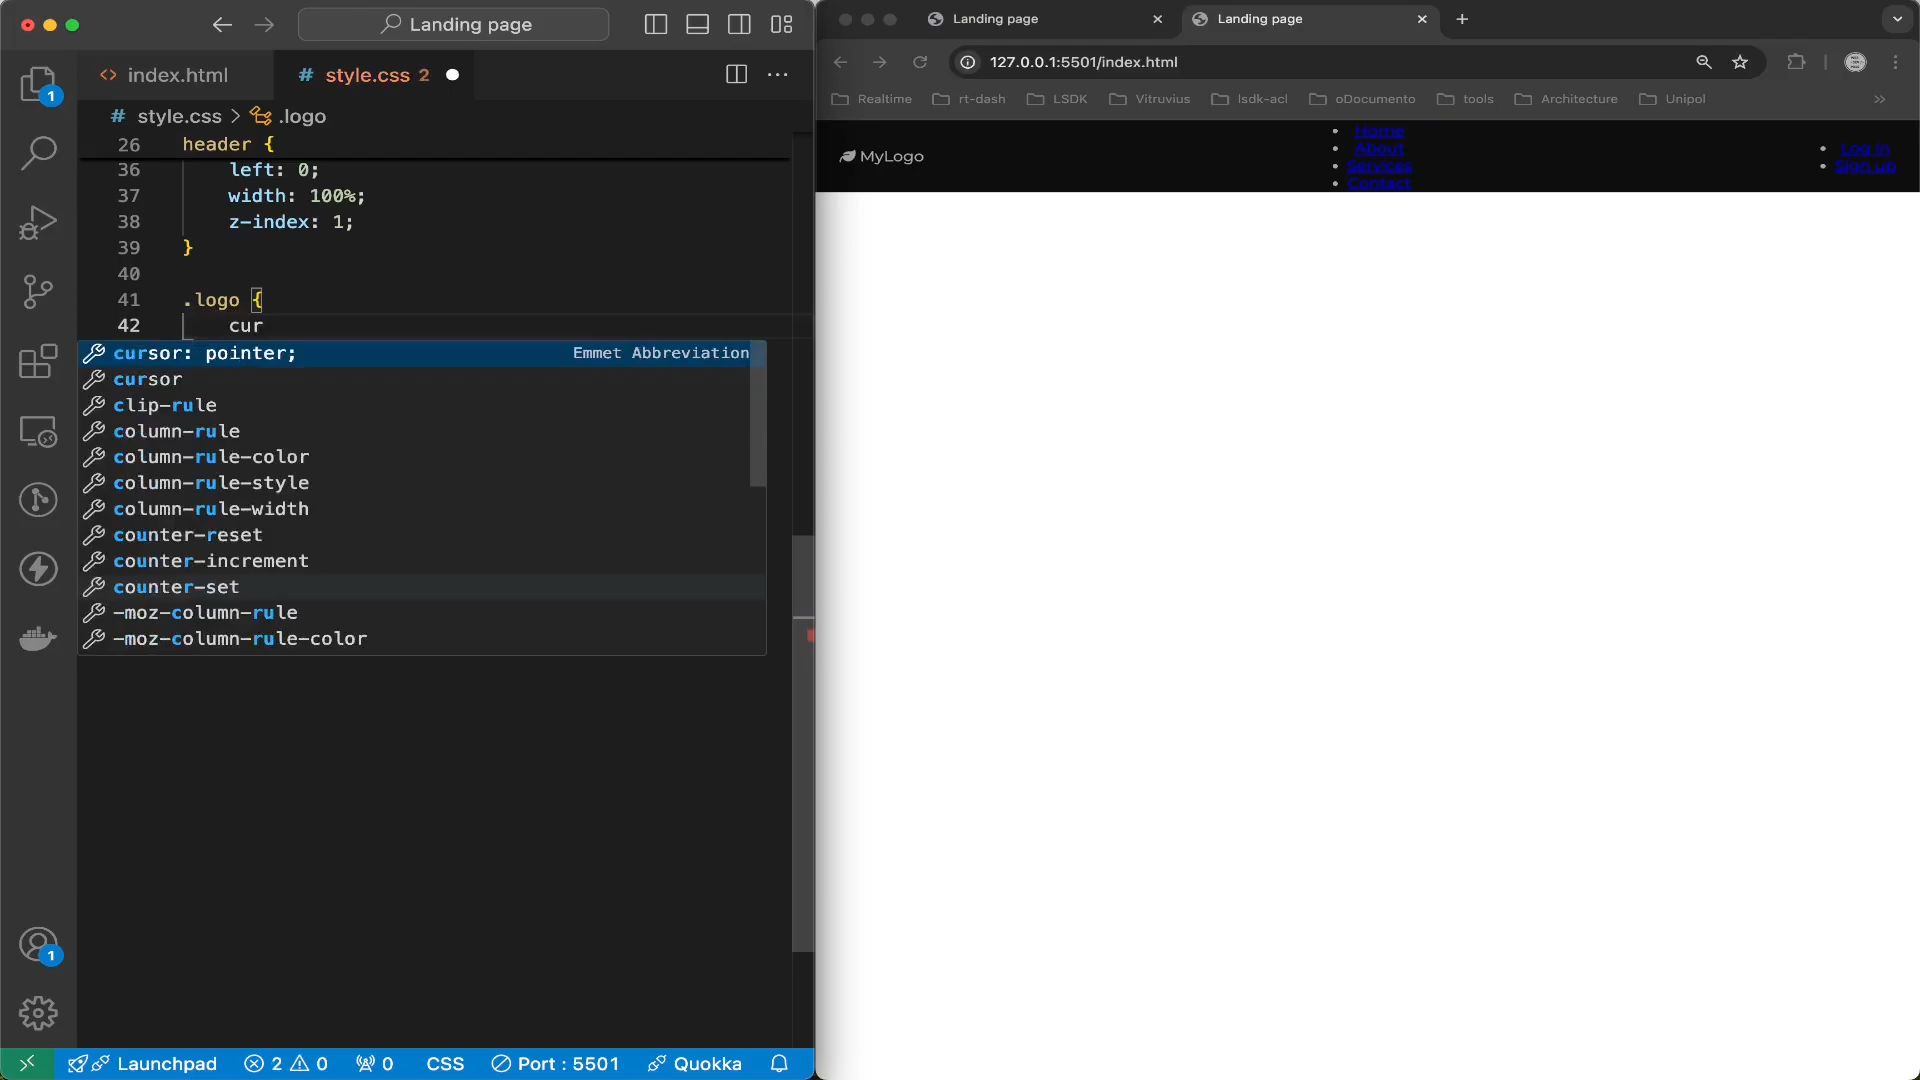 Landing page
index.html
# style.css 2
# style.css > .logo
26 header {
36 left: 0;
37 width: 100%;
38 z-index: 1;
39 }
40
41 .logo {
42 cur
cursor: pointer; Emmet Abbreviation
cursor
clip-rule
column-rule
column-rule-color
column-rule-style
column-rule-width
counter-reset
counter-increment
counter-set
-moz-column-rule
-moz-column-rule-color
1
1
Launchpad 2 0 0 CSS Port : 5501 Quokka
Landing page
Landing page
127.0.0.1:5501/index.html
Realtime rt-dash LSDK Vitruvius lsdk-acl oDocumento tools Architecture Unipol
MyLogo
Home
About
Services
Contact
Log in
Sign up